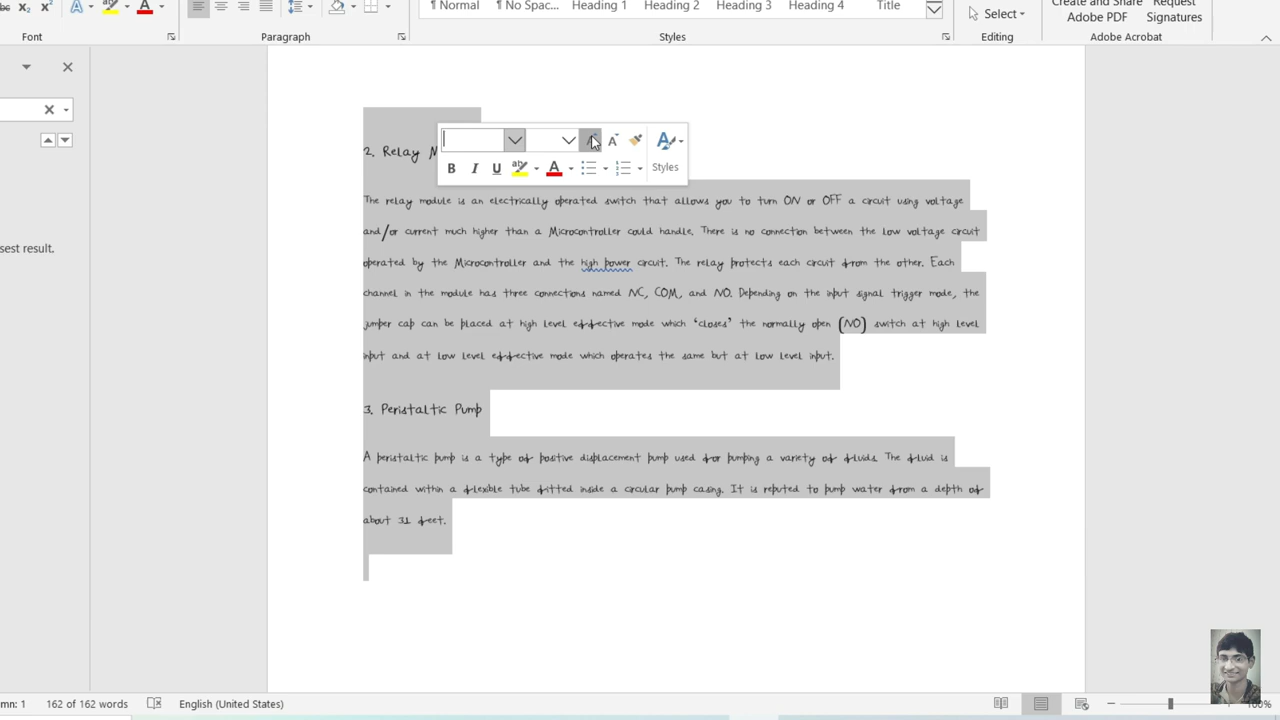 ¶ Normal ¶ No Spac... Heading 1 Heading 2 Heading 3 Heading 4 Title
Select
Create and Share Adobe PDF
Request Signatures
Font Paragraph Styles Editing Adobe Acrobat
sest result.
2. Relay
B I U ab A Styles
The relay module is an electrically operated switch that allows you to turn ON or OFF a circuit using voltage
and/or current much higher than a Microcontroller could handle. There is no connection between the low voltage circuit
operated by the Microcontroller and the high power circuit. The relay protects each circuit from the other. Each
channel in the module has three connections named NC, COM, and NO. Depending on the input signal trigger mode, the
jumper cap can be placed at high level effective mode which ‘closes’ the normally open (NO) switch at high level
input and at low level effective mode which operates the same but at low level input.
3. Peristaltic Pump
A peristaltic pump is a type of positive displacement pump used for pumping a variety of fluids. The fluid is
contained within a flexible tube fitted inside a circular pump casing. It is reputed to pump water from a depth of
about 31 feet.
mn: 1 162 of 162 words English (United States) 100%